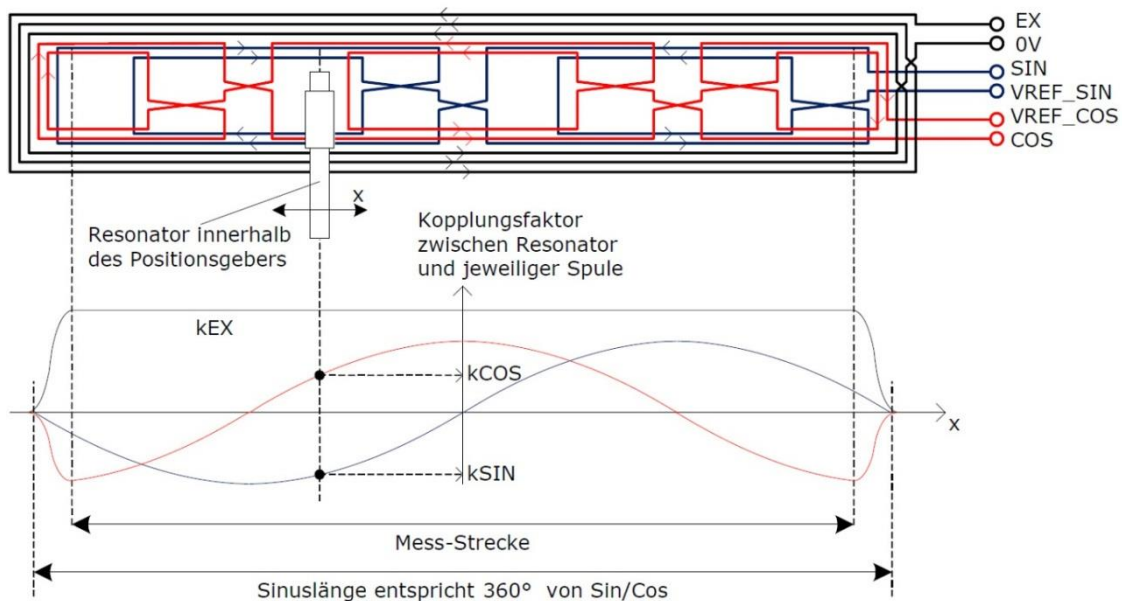 EX
0V
SIN
VREF_SIN
VREF_COS
COS
x
Resonator innerhalb
des Positionsgebers
Kopplungsfaktor
zwischen Resonator
und jeweiliger Spule
kEX
kCOS
x
kSIN
Mess-Strecke
Sinuslänge entspricht 360° von Sin/Cos